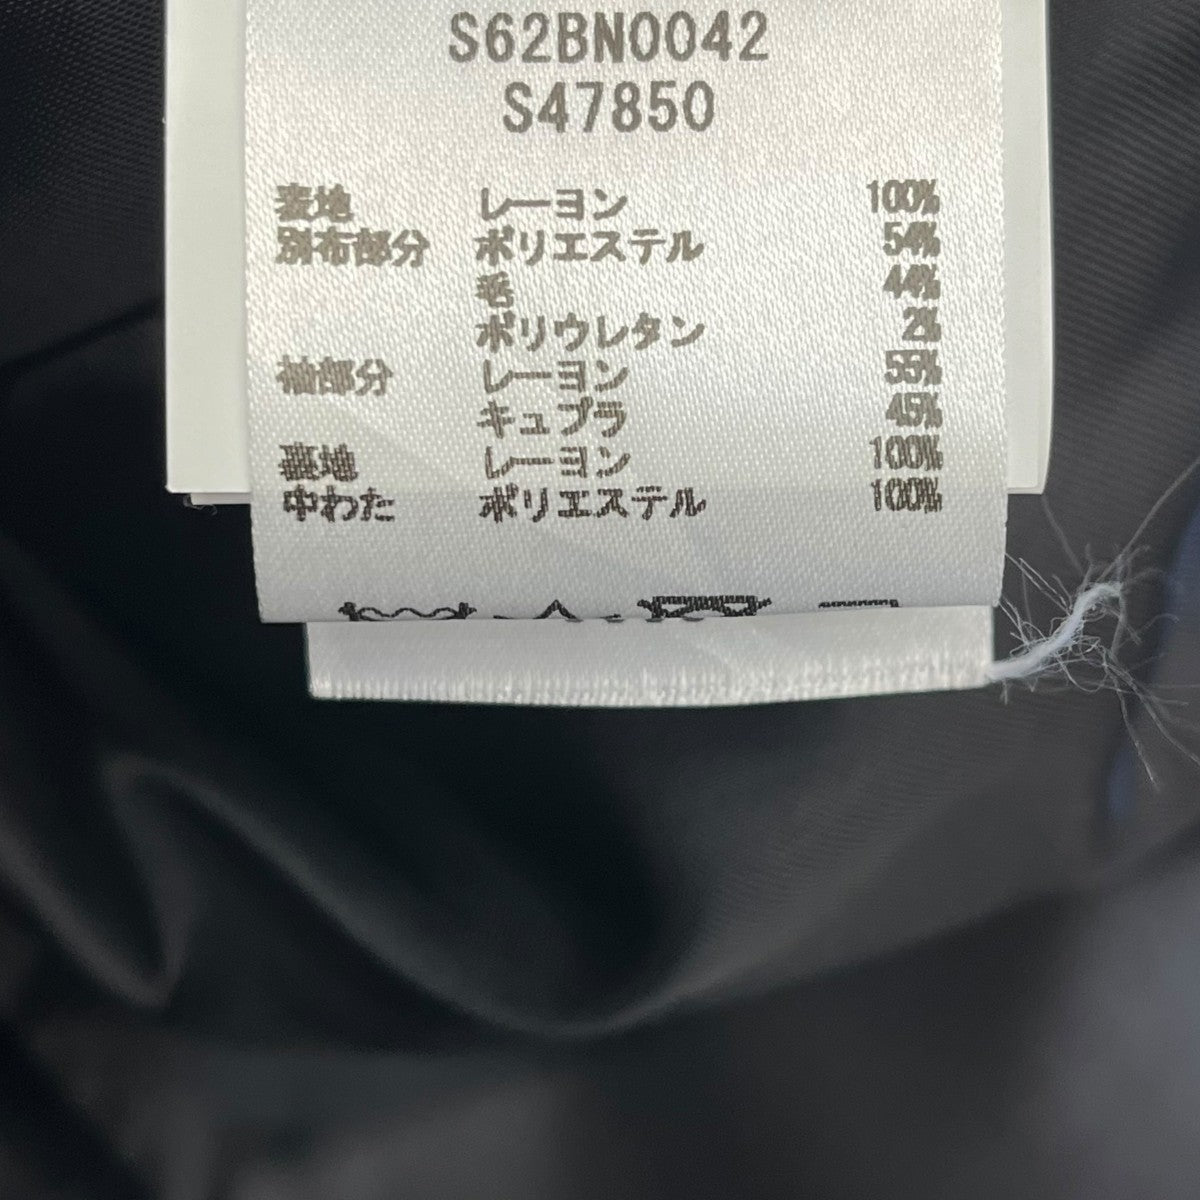 S62BN0042
S47850
表地 レーヨン 100%
別布部分 ポリエステル 54%
毛 44%
ポリウレタン 2%
袖部分 レーヨン 55%
キュプラ 45%
裏地 レーヨン 100%
中わた ポリエステル 100%